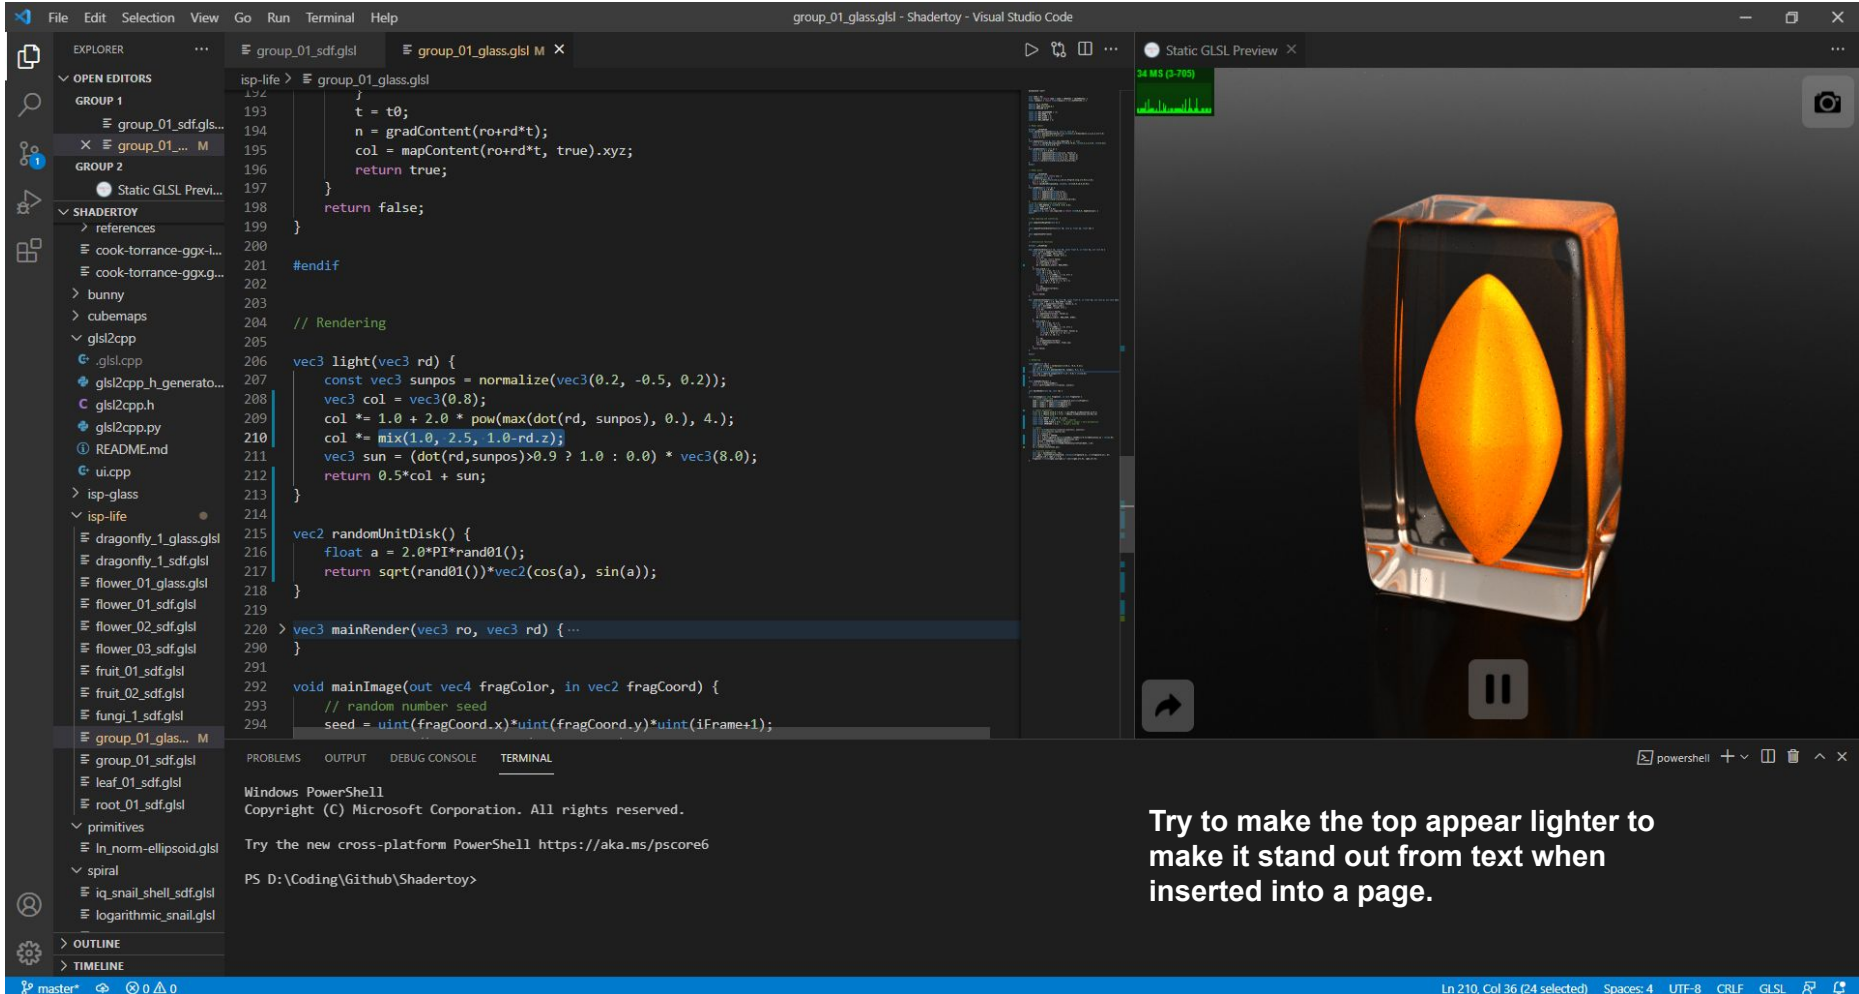 File Edit Selection View Go Run Terminal Help
group_01_glass.glsl - Shadertoy - Visual Studio Code
EXPLORER
OPEN EDITORS
GROUP 1
group_01_sdf.gls...
group_01_... M
GROUP 2
Static GLSL Previ...
SHADERTOY
references
cook-torrance-ggx-i...
cook-torrance-ggx.g...
bunny
cubemaps
glsl2cpp
.glsl.cpp
glsl2cpp_h_generato...
glsl2cpp.h
glsl2cpp.py
README.md
ui.cpp
isp-glass
isp-life
dragonfly_1_glass.glsl
dragonfly_1_sdf.glsl
flower_01_glass.glsl
flower_01_sdf.glsl
flower_02_sdf.glsl
flower_03_sdf.glsl
fruit_01_sdf.glsl
fruit_02_sdf.glsl
fungi_1_sdf.glsl
group_01_glas... M
group_01_sdf.glsl
leaf_01_sdf.glsl
root_01_sdf.glsl
primitives
ln_norm-ellipsoid.glsl
spiral
iq_snail_shell_sdf.glsl
logarithmic_snail.glsl
OUTLINE
TIMELINE
group_01_sdf.glsl
group_01_glass.glsl M
isp-life > group_01_glass.glsl
192 }
193 t = t0;
194 n = gradContent(ro+rd*t);
195 col = mapContent(ro+rd*t, true).xyz;
196 return true;
197 }
198 return false;
199 }
200
201 #endif
202
203
204 // Rendering
205
206 vec3 light(vec3 rd) {
207 const vec3 sunpos = normalize(vec3(0.2, -0.5, 0.2));
208 vec3 col = vec3(0.8);
209 col *= 1.0 + 2.0 * pow(max(dot(rd, sunpos), 0.), 4.);
210 col *= mix(1.0, 2.5, 1.0-rd.z);
211 vec3 sun = (dot(rd,sunpos)>0.9 ? 1.0 : 0.0) * vec3(8.0);
212 return 0.5*col + sun;
213 }
214
215 vec2 randomUnitDisk() {
216 float a = 2.0*PI*rand01();
217 return sqrt(rand01())*vec2(cos(a), sin(a));
218 }
219
220 > vec3 mainRender(vec3 ro, vec3 rd) { ...
290 }
291
292 void mainImage(out vec4 fragColor, in vec2 fragCoord) {
293 // random number seed
294 seed = uint(fragCoord.x)*uint(fragCoord.y)*uint(iFrame+1);
Static GLSL Preview
34 MS (3-705)
PROBLEMS OUTPUT DEBUG CONSOLE TERMINAL
powershell
Windows PowerShell
Copyright (C) Microsoft Corporation. All rights reserved.
Try the new cross-platform PowerShell https://aka.ms/pscore6
PS D:\Coding\Github\Shadertoy>
Try to make the top appear lighter to
make it stand out from text when
inserted into a page.
master* 0 0
Ln 210, Col 36 (24 selected) Spaces: 4 UTF-8 CRLF GLSL